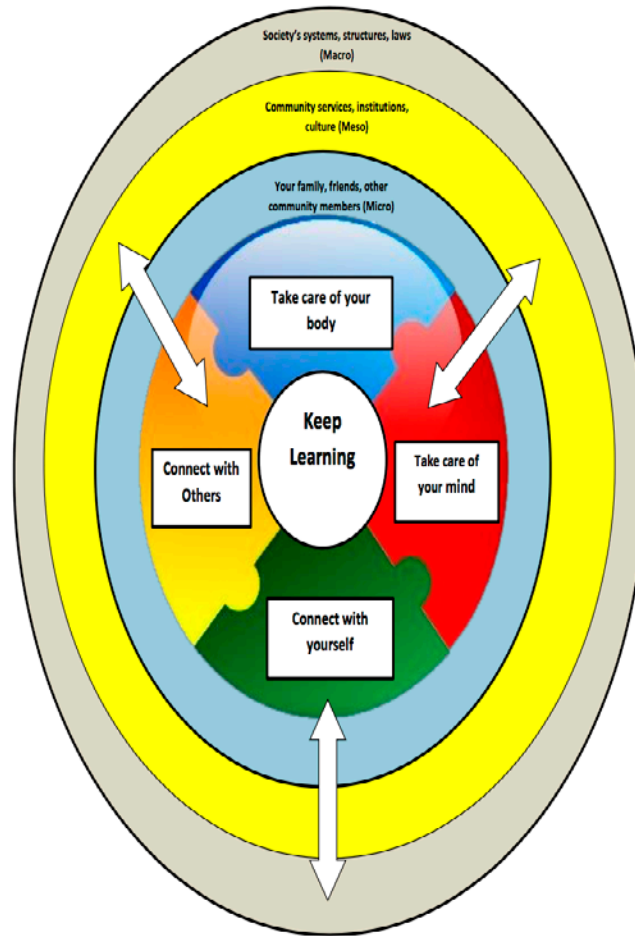 Society's systems, structures, laws
(Macro)
Community services, institutions,
culture (Meso)
Your family, friends, other
community members (Micro)
Take care of your
body
Keep
Learning
Connect with
Others
Take care of
your mind
Connect with
yourself